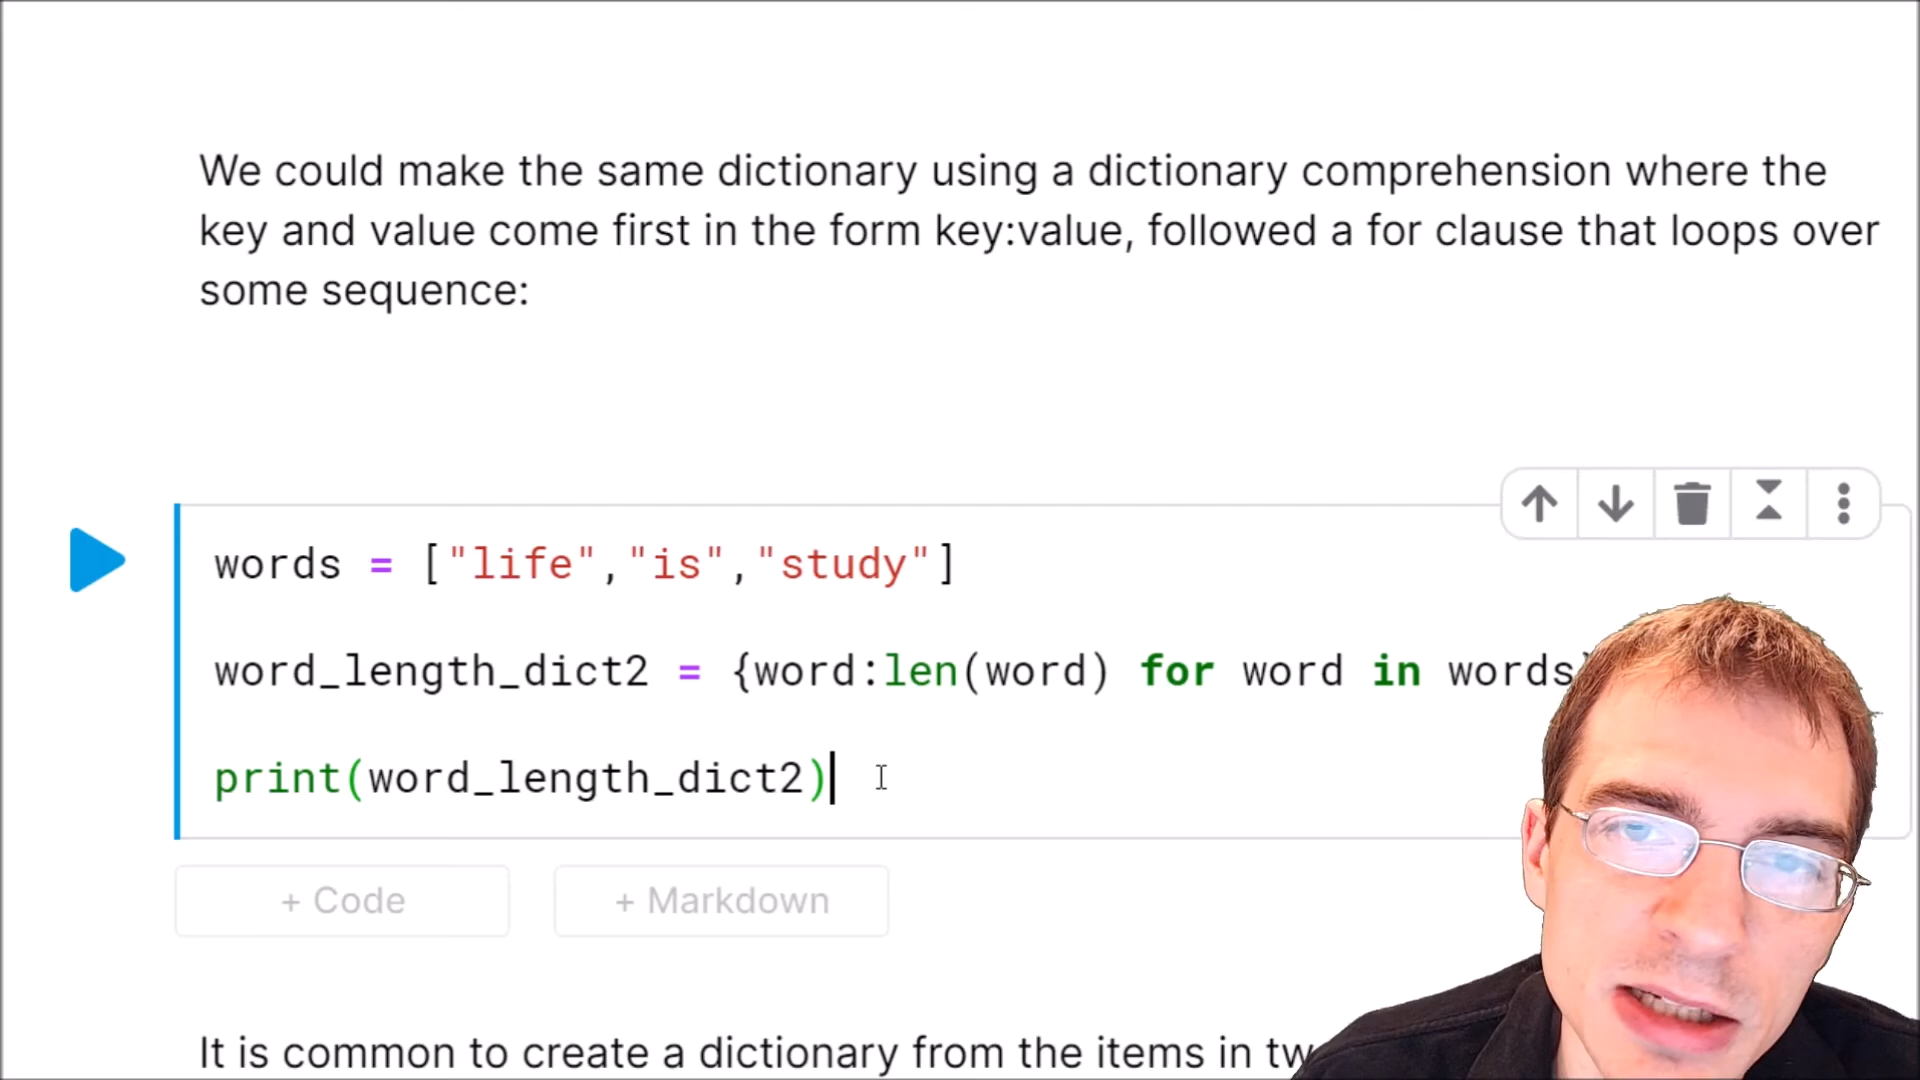 We could make the same dictionary using a dictionary comprehension where the
key and value come first in the form key:value, followed a for clause that loops over
some sequence:
words = ["life","is","study"]
word_length_dict2 = {word:len(word) for word in words
print(word_length_dict2)
+ Code
+ Markdown
It is common to create a dictionary from the items in